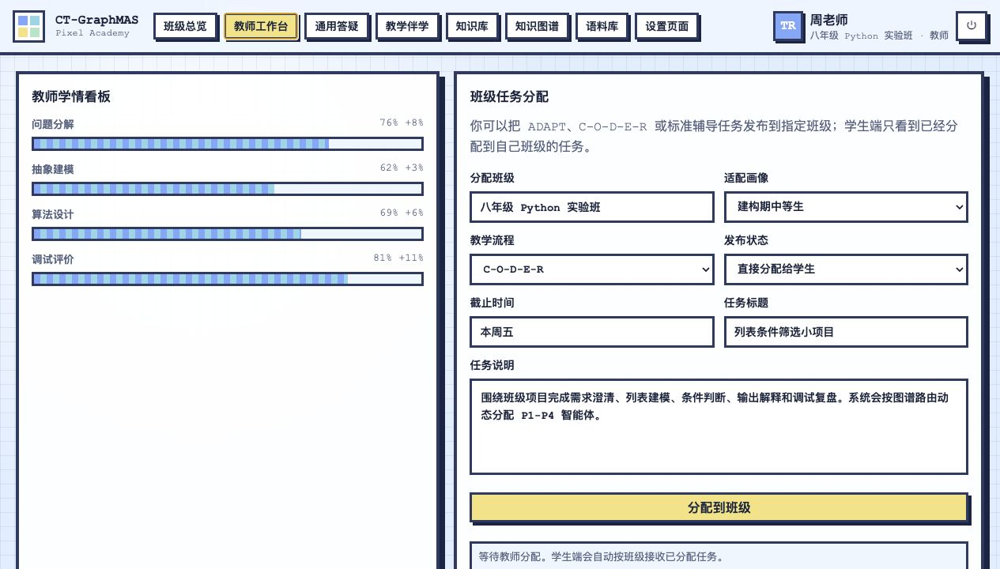 CT-GraphMAS
Pixel Academy
班级总览
教师工作台
通用答疑
教学伴学
知识库
知识图谱
语料库
设置页面
TR
周老师
八年级 Python 实验班 · 教师
教师学情看板
问题分解
76% +8%
抽象建模
62% +3%
算法设计
69% +6%
调试评价
81% +11%
班级任务分配
你可以把 ADAPT、C-O-D-E-R 或标准辅导任务发布到指定班级；学生端只看到已经分
配到自己班级的任务。
分配班级
适配画像
八年级 Python 实验班
建构期中等生
教学流程
发布状态
C-O-D-E-R
直接分配给学生
截止时间
任务标题
本周五
列表条件筛选小项目
任务说明
围绕班级项目完成需求澄清、列表建模、条件判断、输出解释和调试复盘。系统会按图谱路由动
态分配 P1-P4 智能体。
分配到班级
等待教师分配。学生端会自动按班级接收已分配任务。